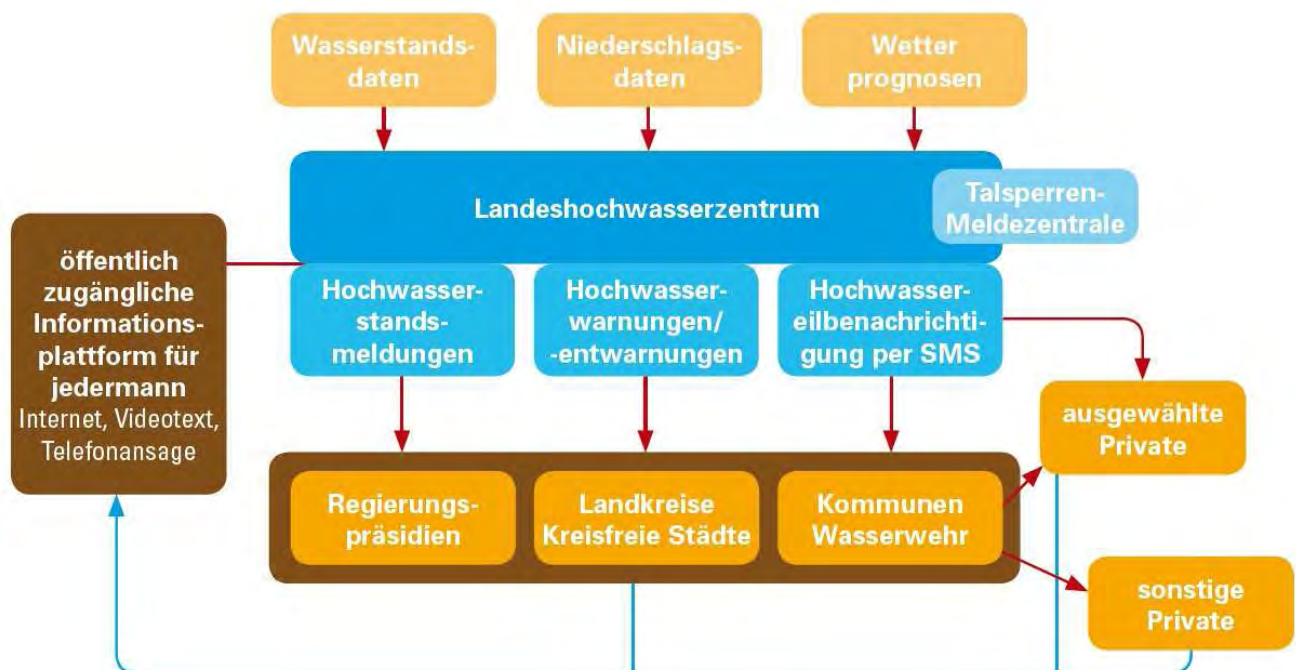 Wasserstands-
daten
Niederschlags-
daten
Wetter
prognosen
Landeshochwasserzentrum
Talsperren-
Meldezentrale
öffentlich
zugängliche
Informations-
plattform für
jedermann
Internet, Videotext,
Telefonansage
Hochwasser-
stands-
meldungen
Hochwasser-
warnungen/
-entwarnungen
Hochwasser-
eilbenachrichti-
gung per SMS
ausgewählte
Private
Regierungs-
präsidien
Landkreise
Kreisfreie Städte
Kommunen
Wasserwehr
sonstige
Private